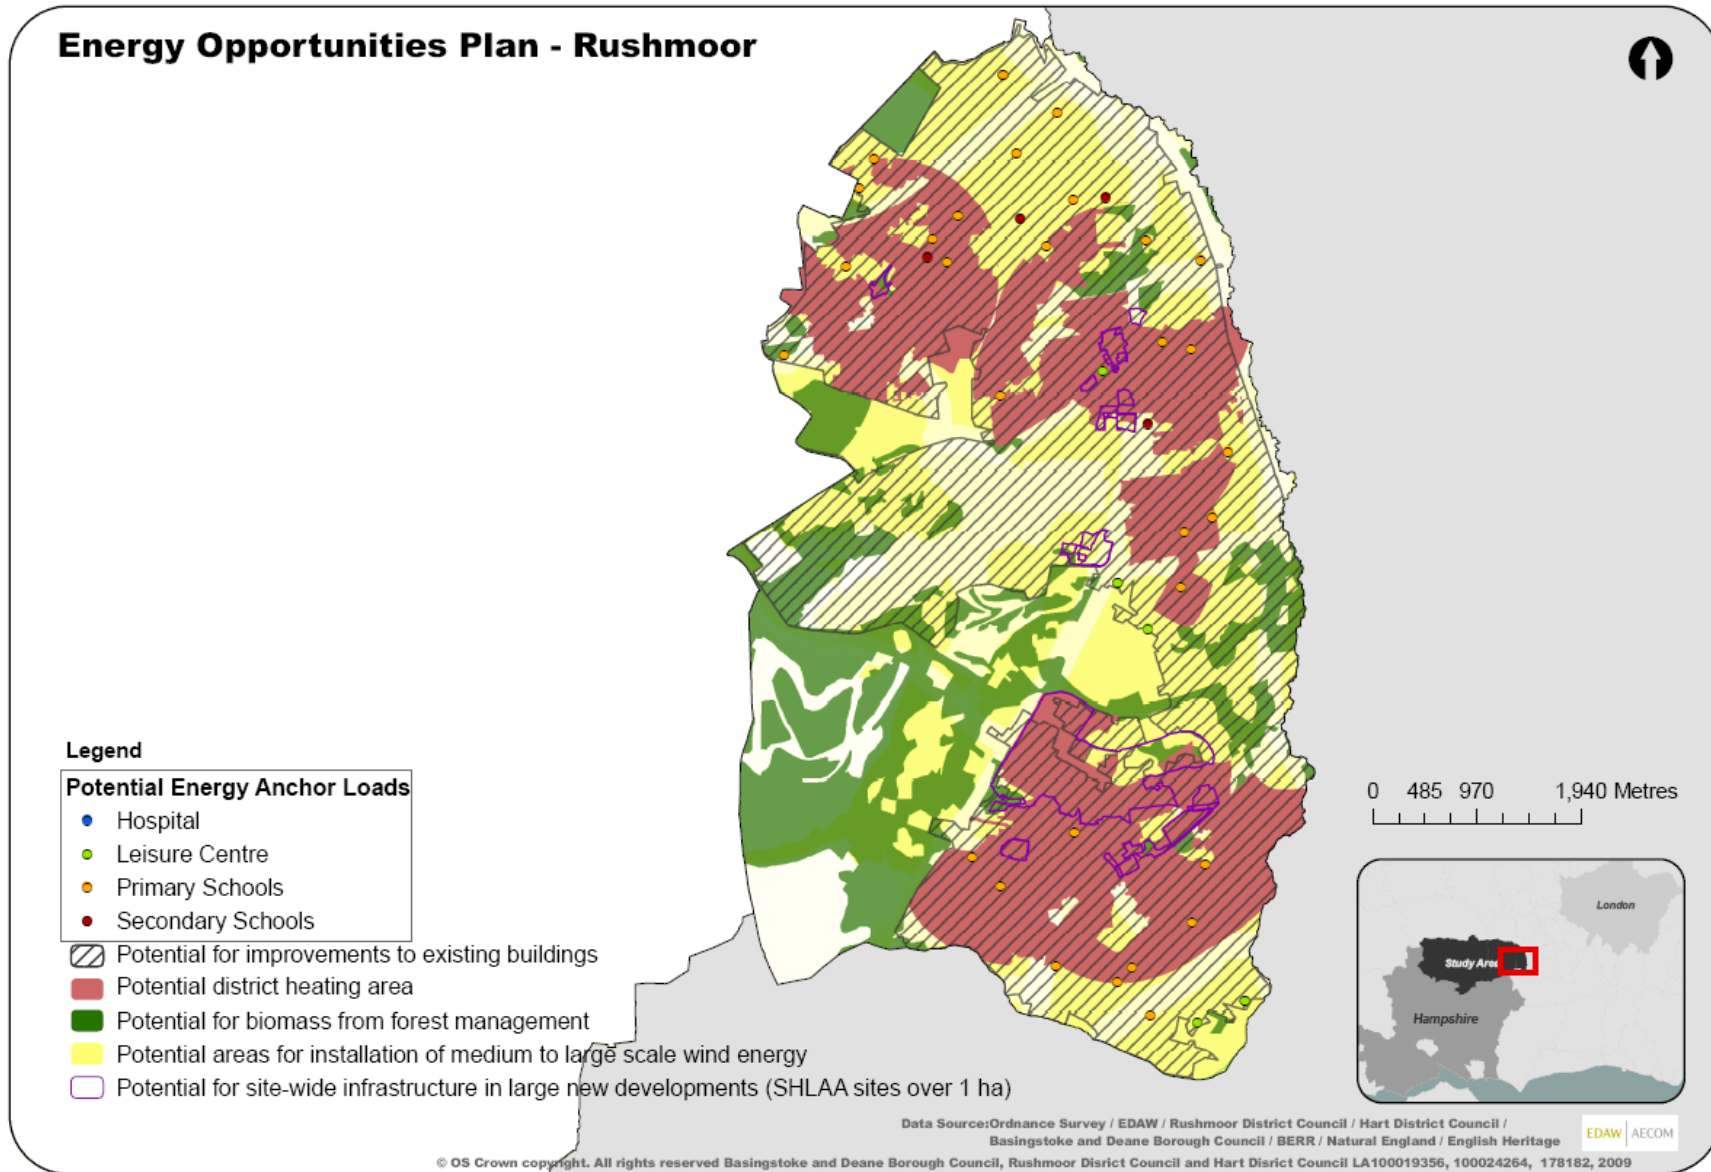 Energy Opportunities Plan - Rushmoor
Legend
Potential Energy Anchor Loads
Hospital
Leisure Centre
Primary Schools
Secondary Schools
Potential for improvements to existing buildings
Potential district heating area
Potential for biomass from forest management
Potential areas for installation of medium to large scale wind energy
Potential for site-wide infrastructure in large new developments (SHLAA sites over 1 ha)
0 485 970 1,940 Metres
London
Study Area
Hampshire
Data Source:Ordnance Survey / EDAW / Rushmoor District Council / Hart District Council /
Basingstoke and Deane Borough Council / BERR / Natural England / English Heritage
EDAW | AECOM
© OS Crown copyright. All rights reserved Basingstoke and Deane Borough Council, Rushmoor Disrict Council and Hart Disrict Council LA100019356, 100024264, 178182, 2009